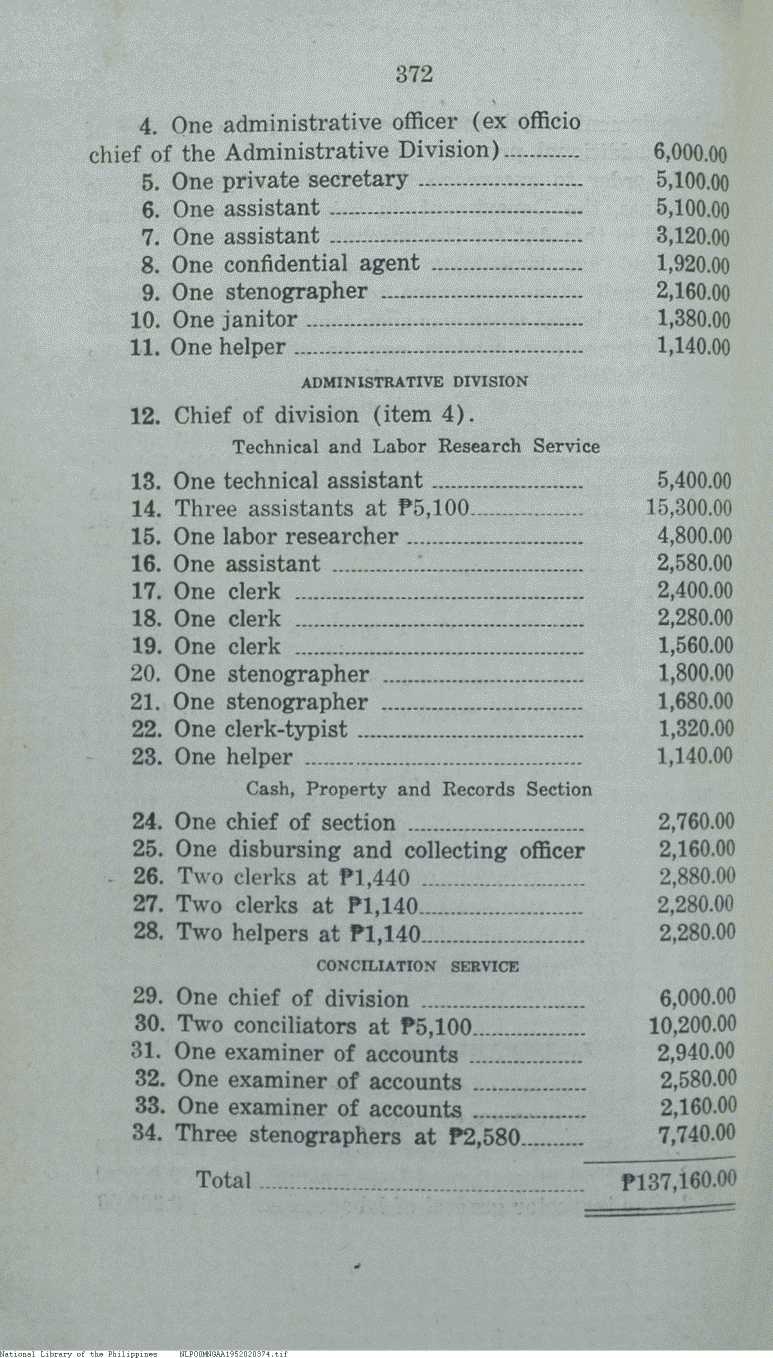 372
4. One administrative officer (ex officio
chief of the Administrative Division)............ 6,000.00
5. One private secretary .......................... 5,100.00
6. One assistant ........................................ 5,100.00
7. One assistant ........................................ 3,120.00
8. One confidential agent ........................ 1,920.00
9. One stenographer ................................ 2,160.00
10. One janitor ............................................ 1,380.00
11. One helper .............................................. 1,140.00
ADMINISTRATIVE DIVISION
12. Chief of division (item 4).
Technical and Labor Research Service
13. One technical assistant ........................ 5,400.00
14. Three assistants at ₱5,100.................. 15,300.00
15. One labor researcher ............................ 4,800.00
16. One assistant ........................................ 2,580.00
17. One clerk .............................................. 2,400.00
18. One clerk .............................................. 2,280.00
19. One clerk .............................................. 1,560.00
20. One stenographer ................................ 1,800.00
21. One stenographer ................................ 1,680.00
22. One clerk-typist .................................... 1,320.00
23. One helper ............................................ 1,140.00
Cash, Property and Records Section
24. One chief of section ............................ 2,760.00
25. One disbursing and collecting officer 2,160.00
26. Two clerks at ₱1,440 .......................... 2,880.00
27. Two clerks at ₱1,140.......................... 2,280.00
28. Two helpers at ₱1,140.......................... 2,280.00
CONCILIATION SERVICE
29. One chief of division .......................... 6,000.00
30. Two conciliators at ₱5,100.................. 10,200.00
31. One examiner of accounts .................. 2,940.00
32. One examiner of accounts .................. 2,580.00
33. One examiner of accounts .................. 2,160.00
34. Three stenographers at ₱2,580.......... 7,740.00
Total .................................................... ₱137,160.00
National Library of the Philippines NLPOOMNGAA1952020374.tif